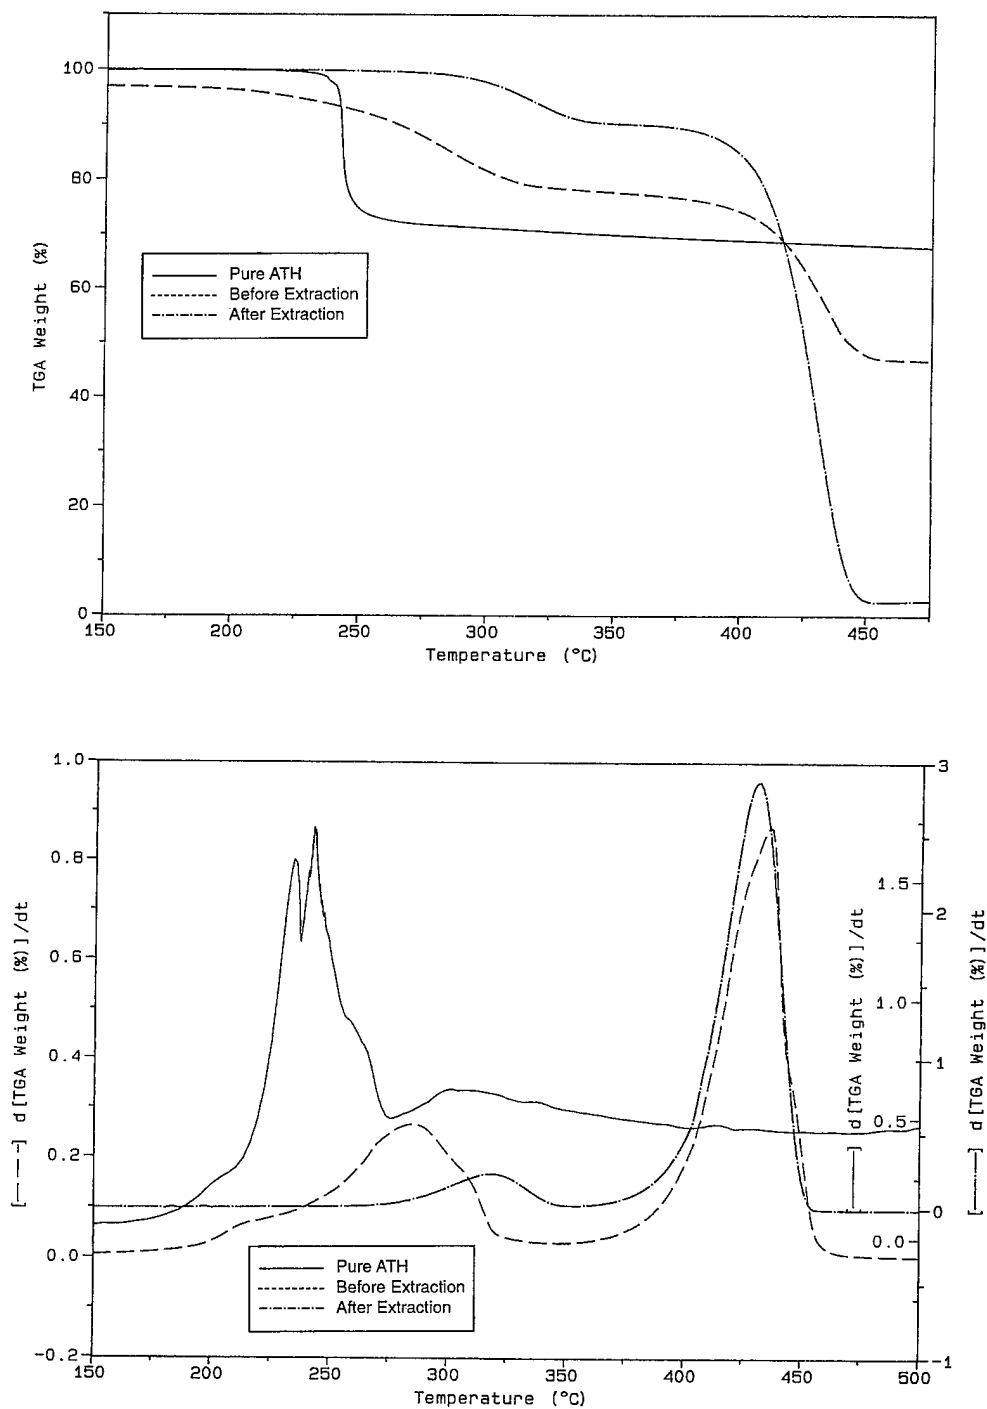 100
80
60
40
20
0
TGA Weight (%)
Pure ATH
Before Extraction
After Extraction
150 200 250 300 350 400 450
Temperature (°C)
1.0
0.8
0.6
0.4
0.2
0.0
-0.2
[— — —] d[TGA Weight (%)]/dt
1.5
1.0
0.5
0.0
[———] d[TGA Weight (%)]/dt
3
2
1
0
-1
[—·—] d[TGA Weight (%)]/dt
Pure ATH
Before Extraction
After Extraction
150 200 250 300 350 400 450 500
Temperature (°C)